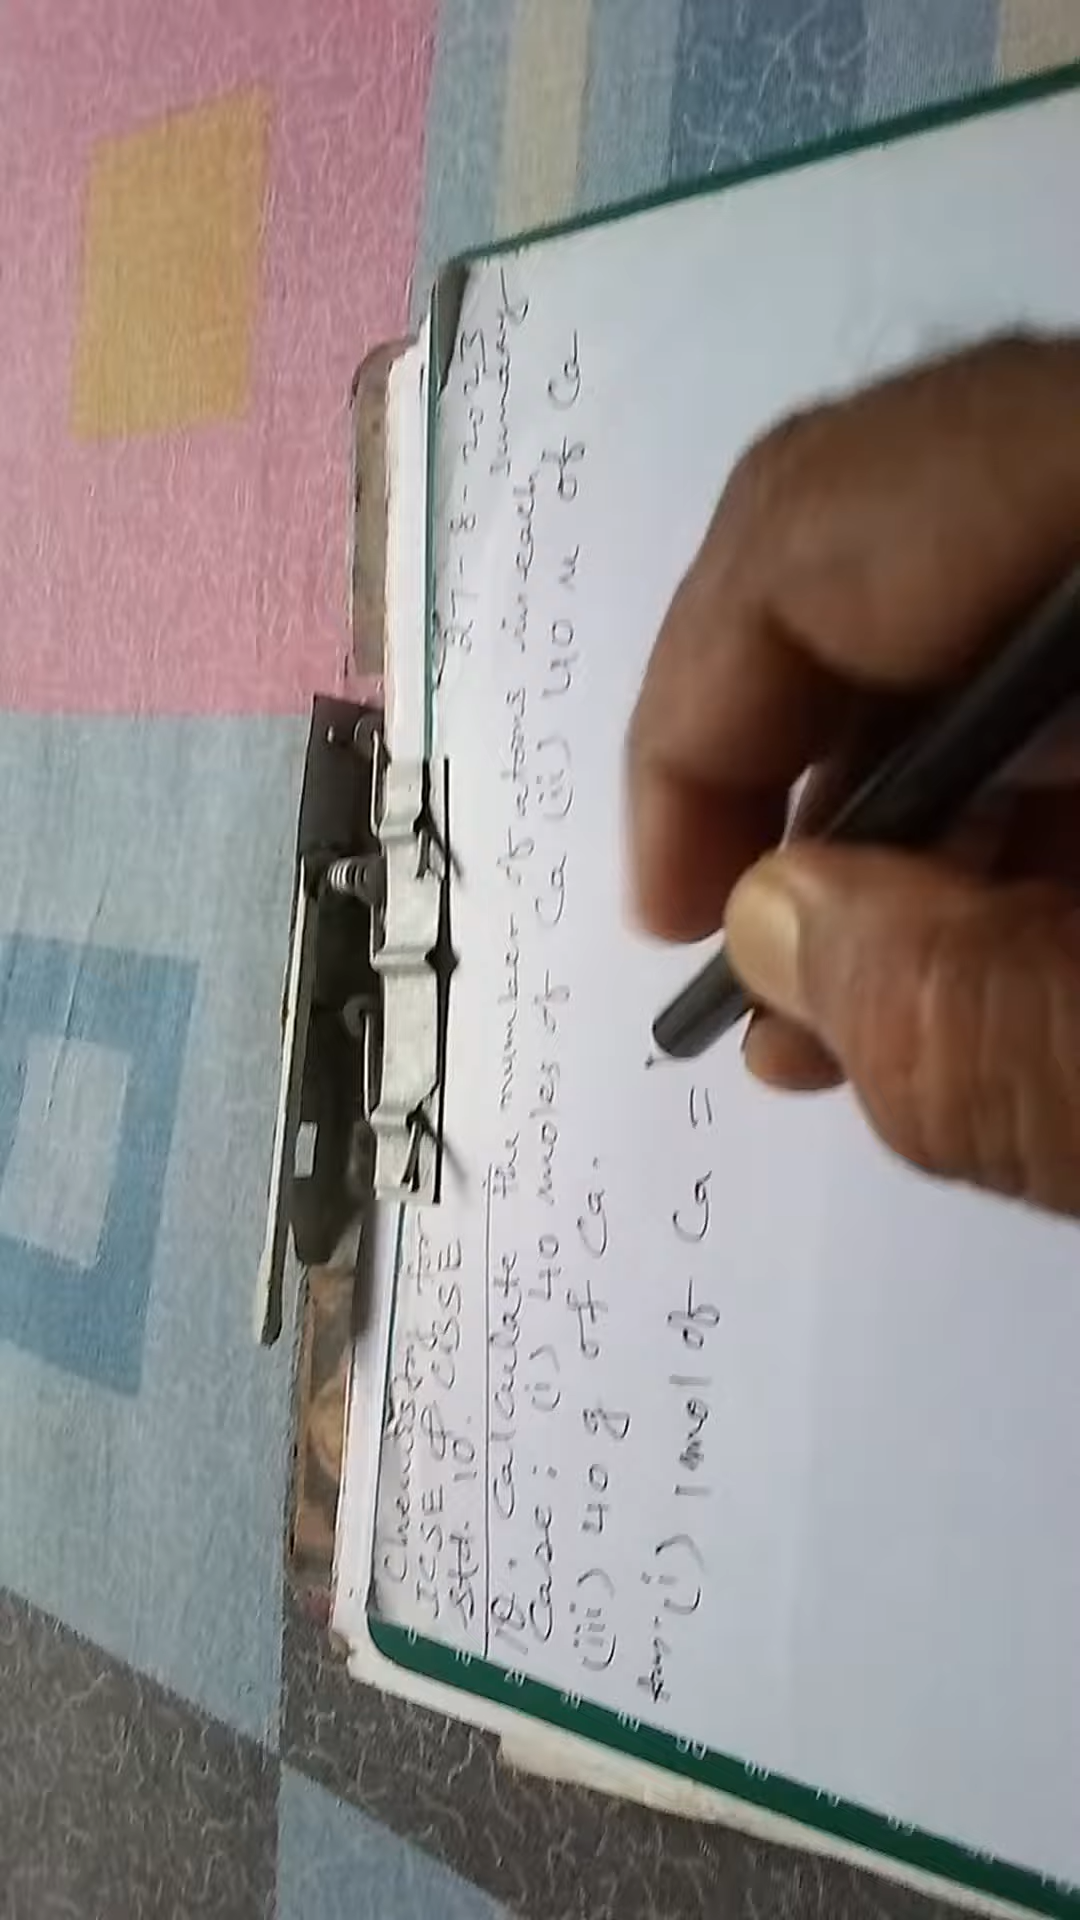 Chemistry for
ICSE & CBSE
Std. 10.
27-8-2023
Sunday
18. Calculate the number of atoms in each
Case: (i) 40 moles of Ca (ii) 40 u of Ca
(iii) 40 g of Ca.
Ans. (i) 1 mol of Ca =